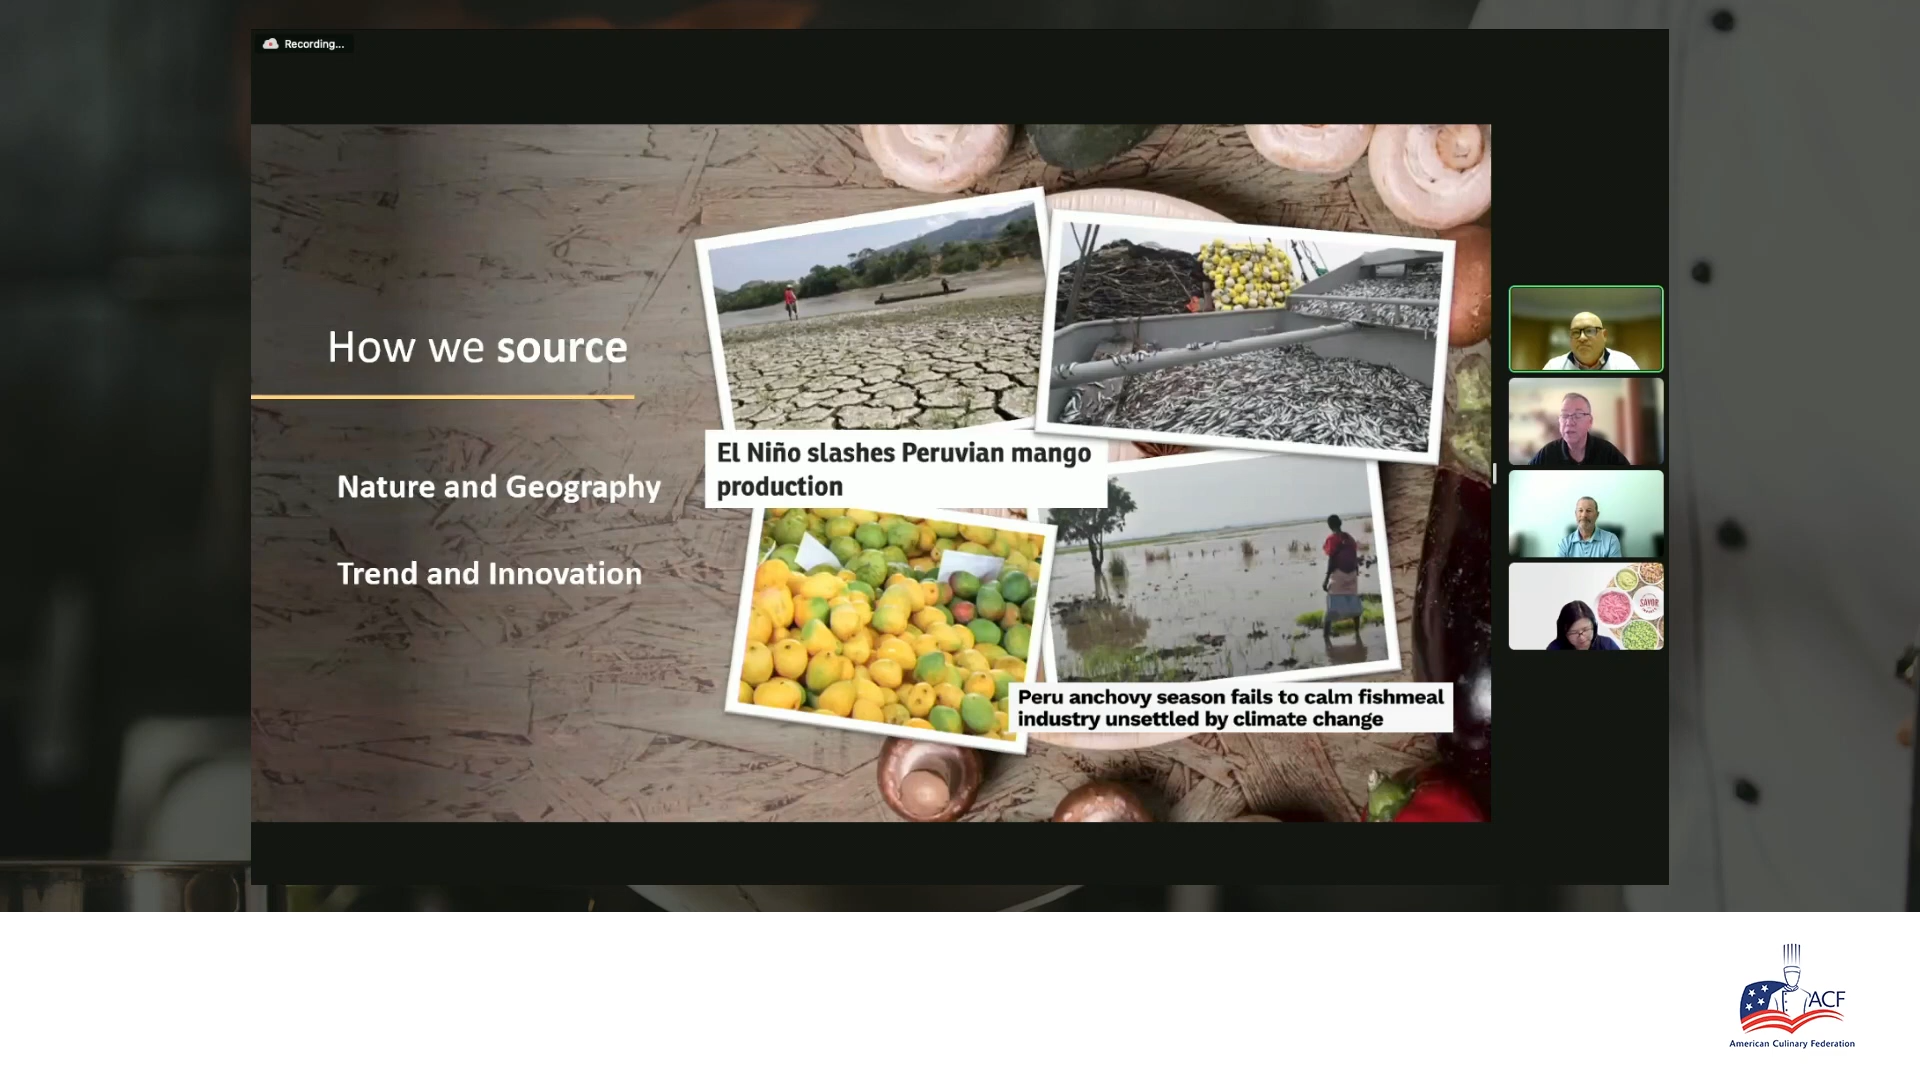 Recording...
How we source
Nature and Geography
Trend and Innovation
El Niño slashes Peruvian mango
production
Peru anchovy season fails to calm fishmeal
industry unsettled by climate change
SAVOR
ACF
American Culinary Federation